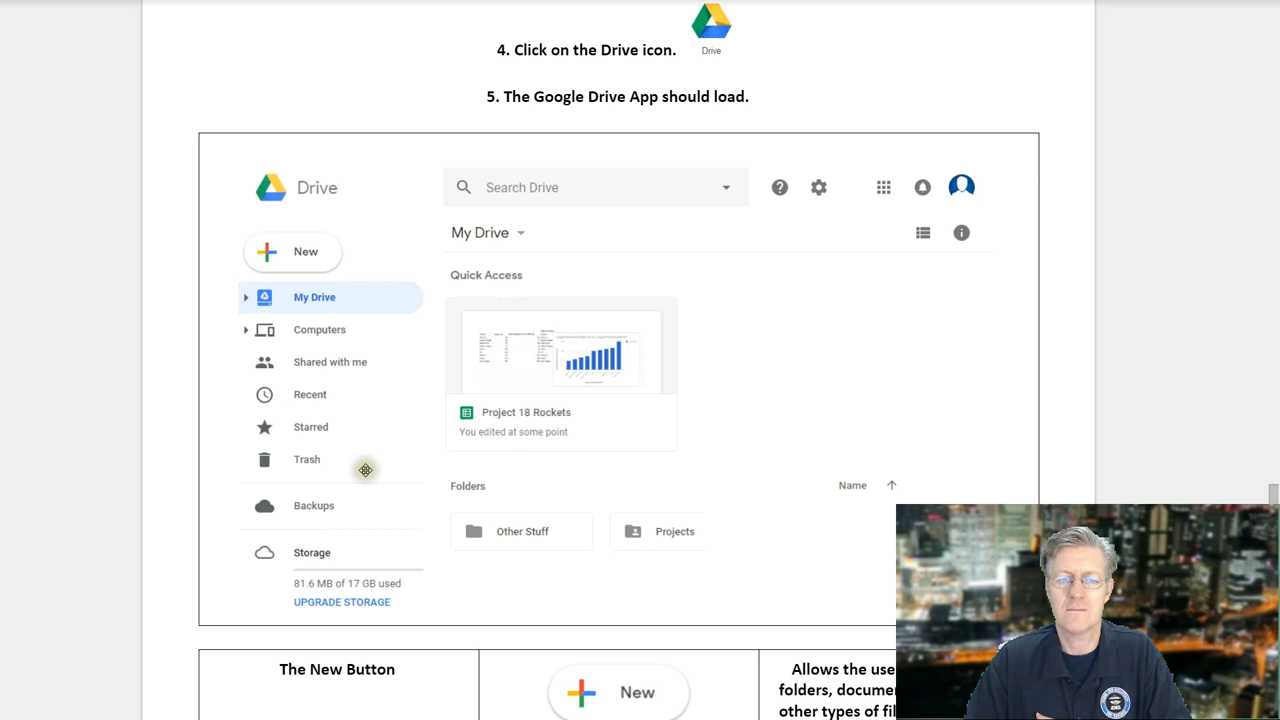 4. Click on the Drive icon.
Drive
5. The Google Drive App should load.
Drive
Search Drive
New
My Drive
My Drive
Quick Access
Computers
Shared with me
Recent
Starred
Trash
Project 18 Rockets
You edited at some point
Folders
Name
Other Stuff
Projects
Backups
Storage
81.6 MB of 17 GB used
UPGRADE STORAGE
The New Button
New
Allows the use
folders, documen
other types of fil